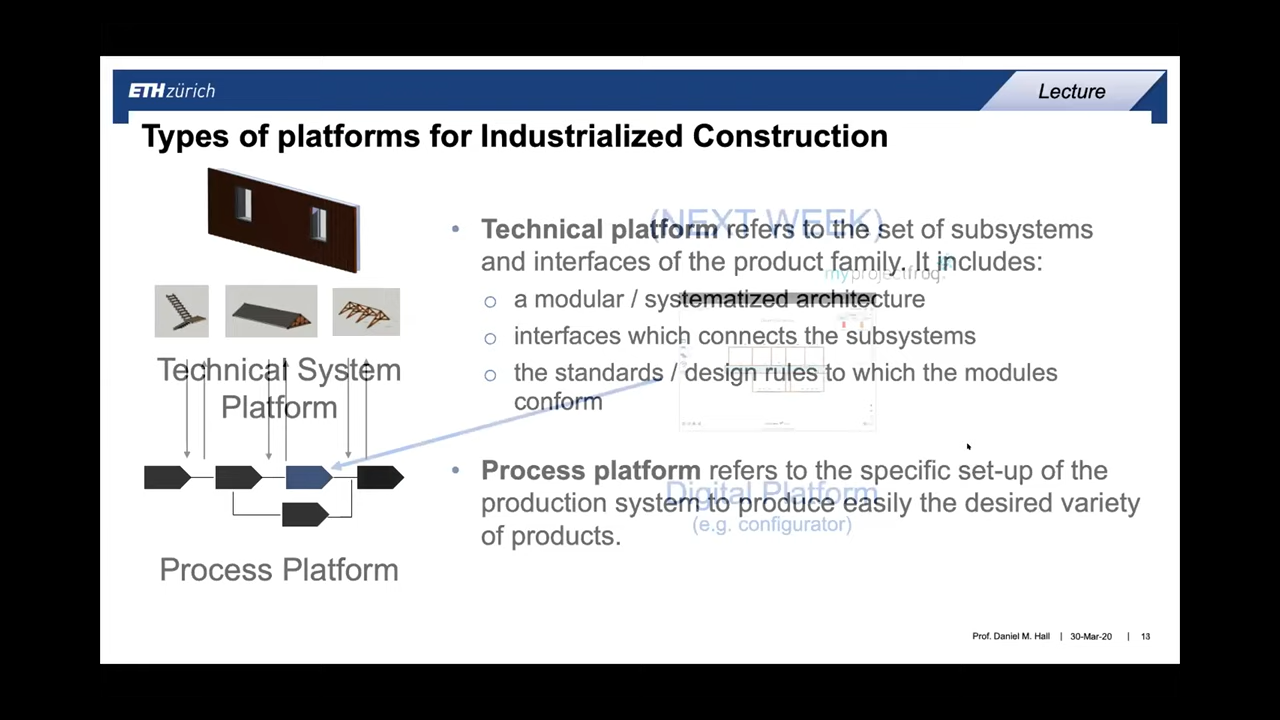 ETH zürich
Lecture
Types of platforms for Industrialized Construction
(NEXT WEEK)
• Technical platform refers to the set of subsystems
and interfaces of the product family. It includes:
myprojectfrog
o a modular / systematized architecture
o interfaces which connects the subsystems
o the standards / design rules to which the modules
conform
Technical System
Platform
• Process platform refers to the specific set-up of the
production system to produce easily the desired variety
of products.
Digital Platform
(e.g. configurator)
Process Platform
Prof. Daniel M. Hall | 30-Mar-20 |